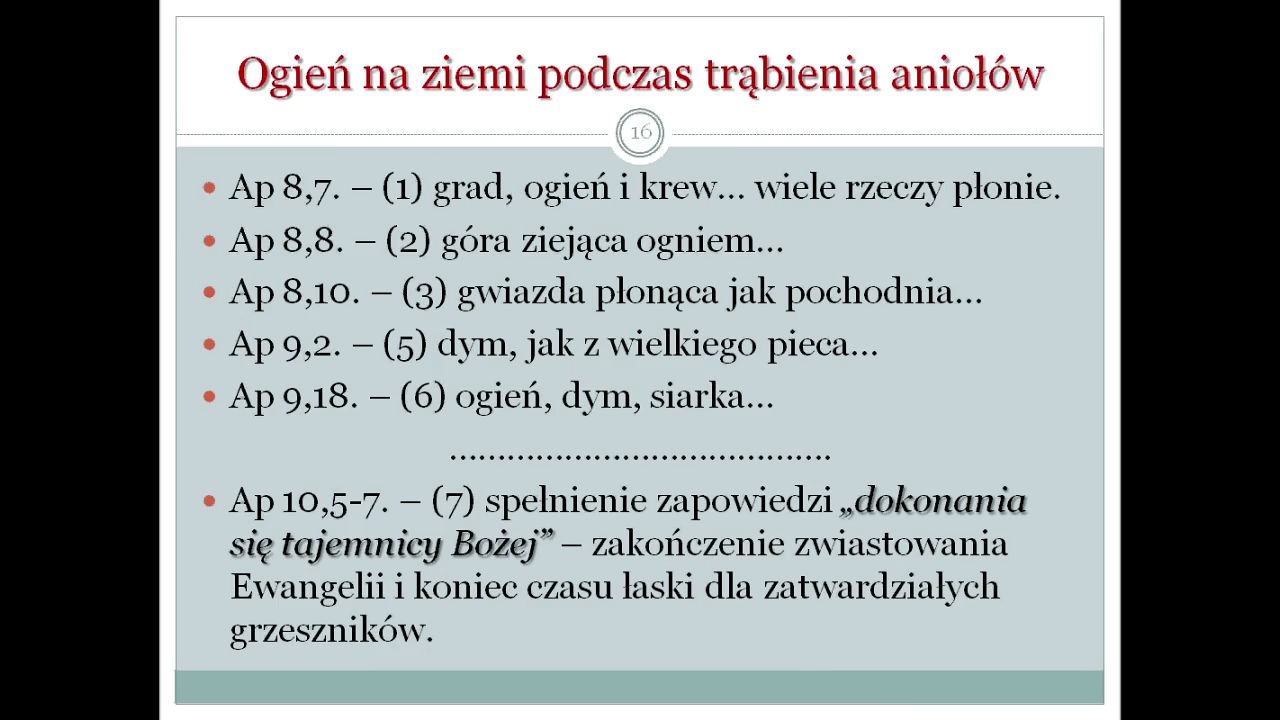 Ogień na ziemi podczas trąbienia aniołów
16
• Ap 8,7. – (1) grad, ogień i krew... wiele rzeczy płonie.
• Ap 8,8. – (2) góra ziejąca ogniem...
• Ap 8,10. – (3) gwiazda płonąca jak pochodnia...
• Ap 9,2. – (5) dym, jak z wielkiego pieca...
• Ap 9,18. – (6) ogień, dym, siarka...
.......................................
• Ap 10,5-7. – (7) spełnienie zapowiedzi „dokonania
się tajemnicy Bożej” – zakończenie zwiastowania
Ewangelii i koniec czasu łaski dla zatwardziałych
grzeszników.